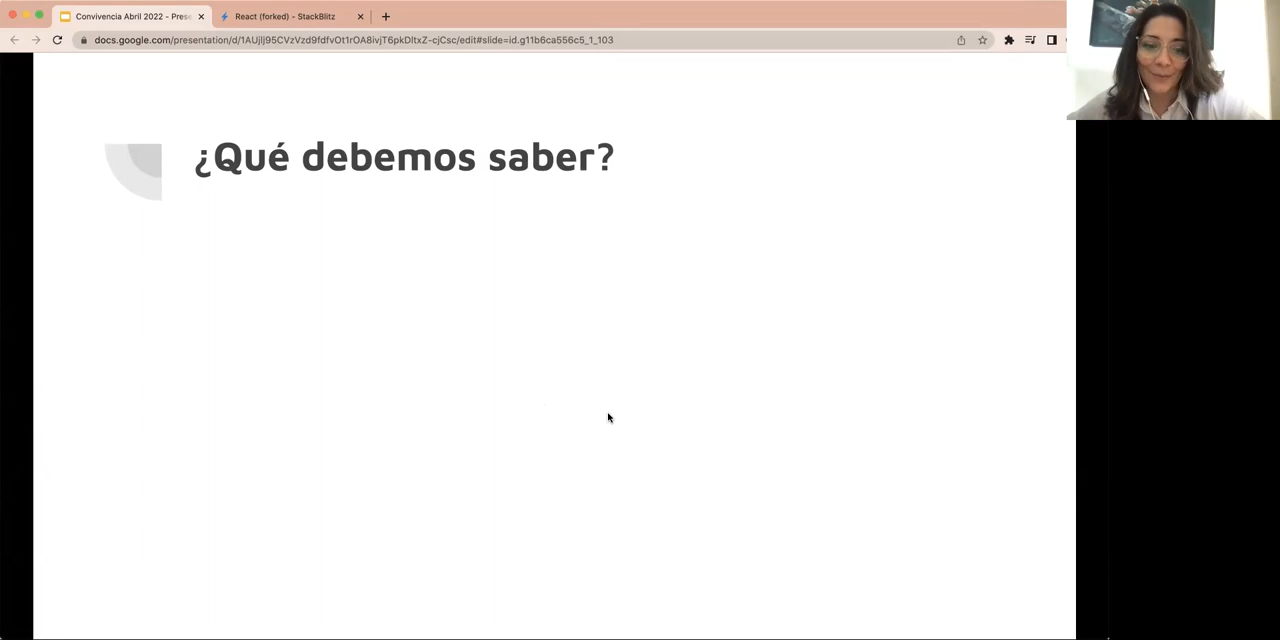 Convivencia Abril 2022 - Prese
React (forked) - StackBlitz
docs.google.com/presentation/d/1AUjlj95CVzVzd9fdfvOt1rOA8ivjT6pkDltxZ-cjCsc/edit#slide=id.g11b6ca556c5_1_103
¿Qué debemos saber?